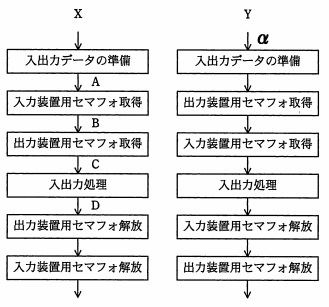 X
入出力データの準備
A
入力装置用セマフォ取得
B
出力装置用セマフォ取得
C
入出力処理
D
出力装置用セマフォ解放
入力装置用セマフォ解放
Y
α
入出力データの準備
出力装置用セマフォ取得
入力装置用セマフォ取得
入出力処理
入力装置用セマフォ解放
出力装置用セマフォ解放